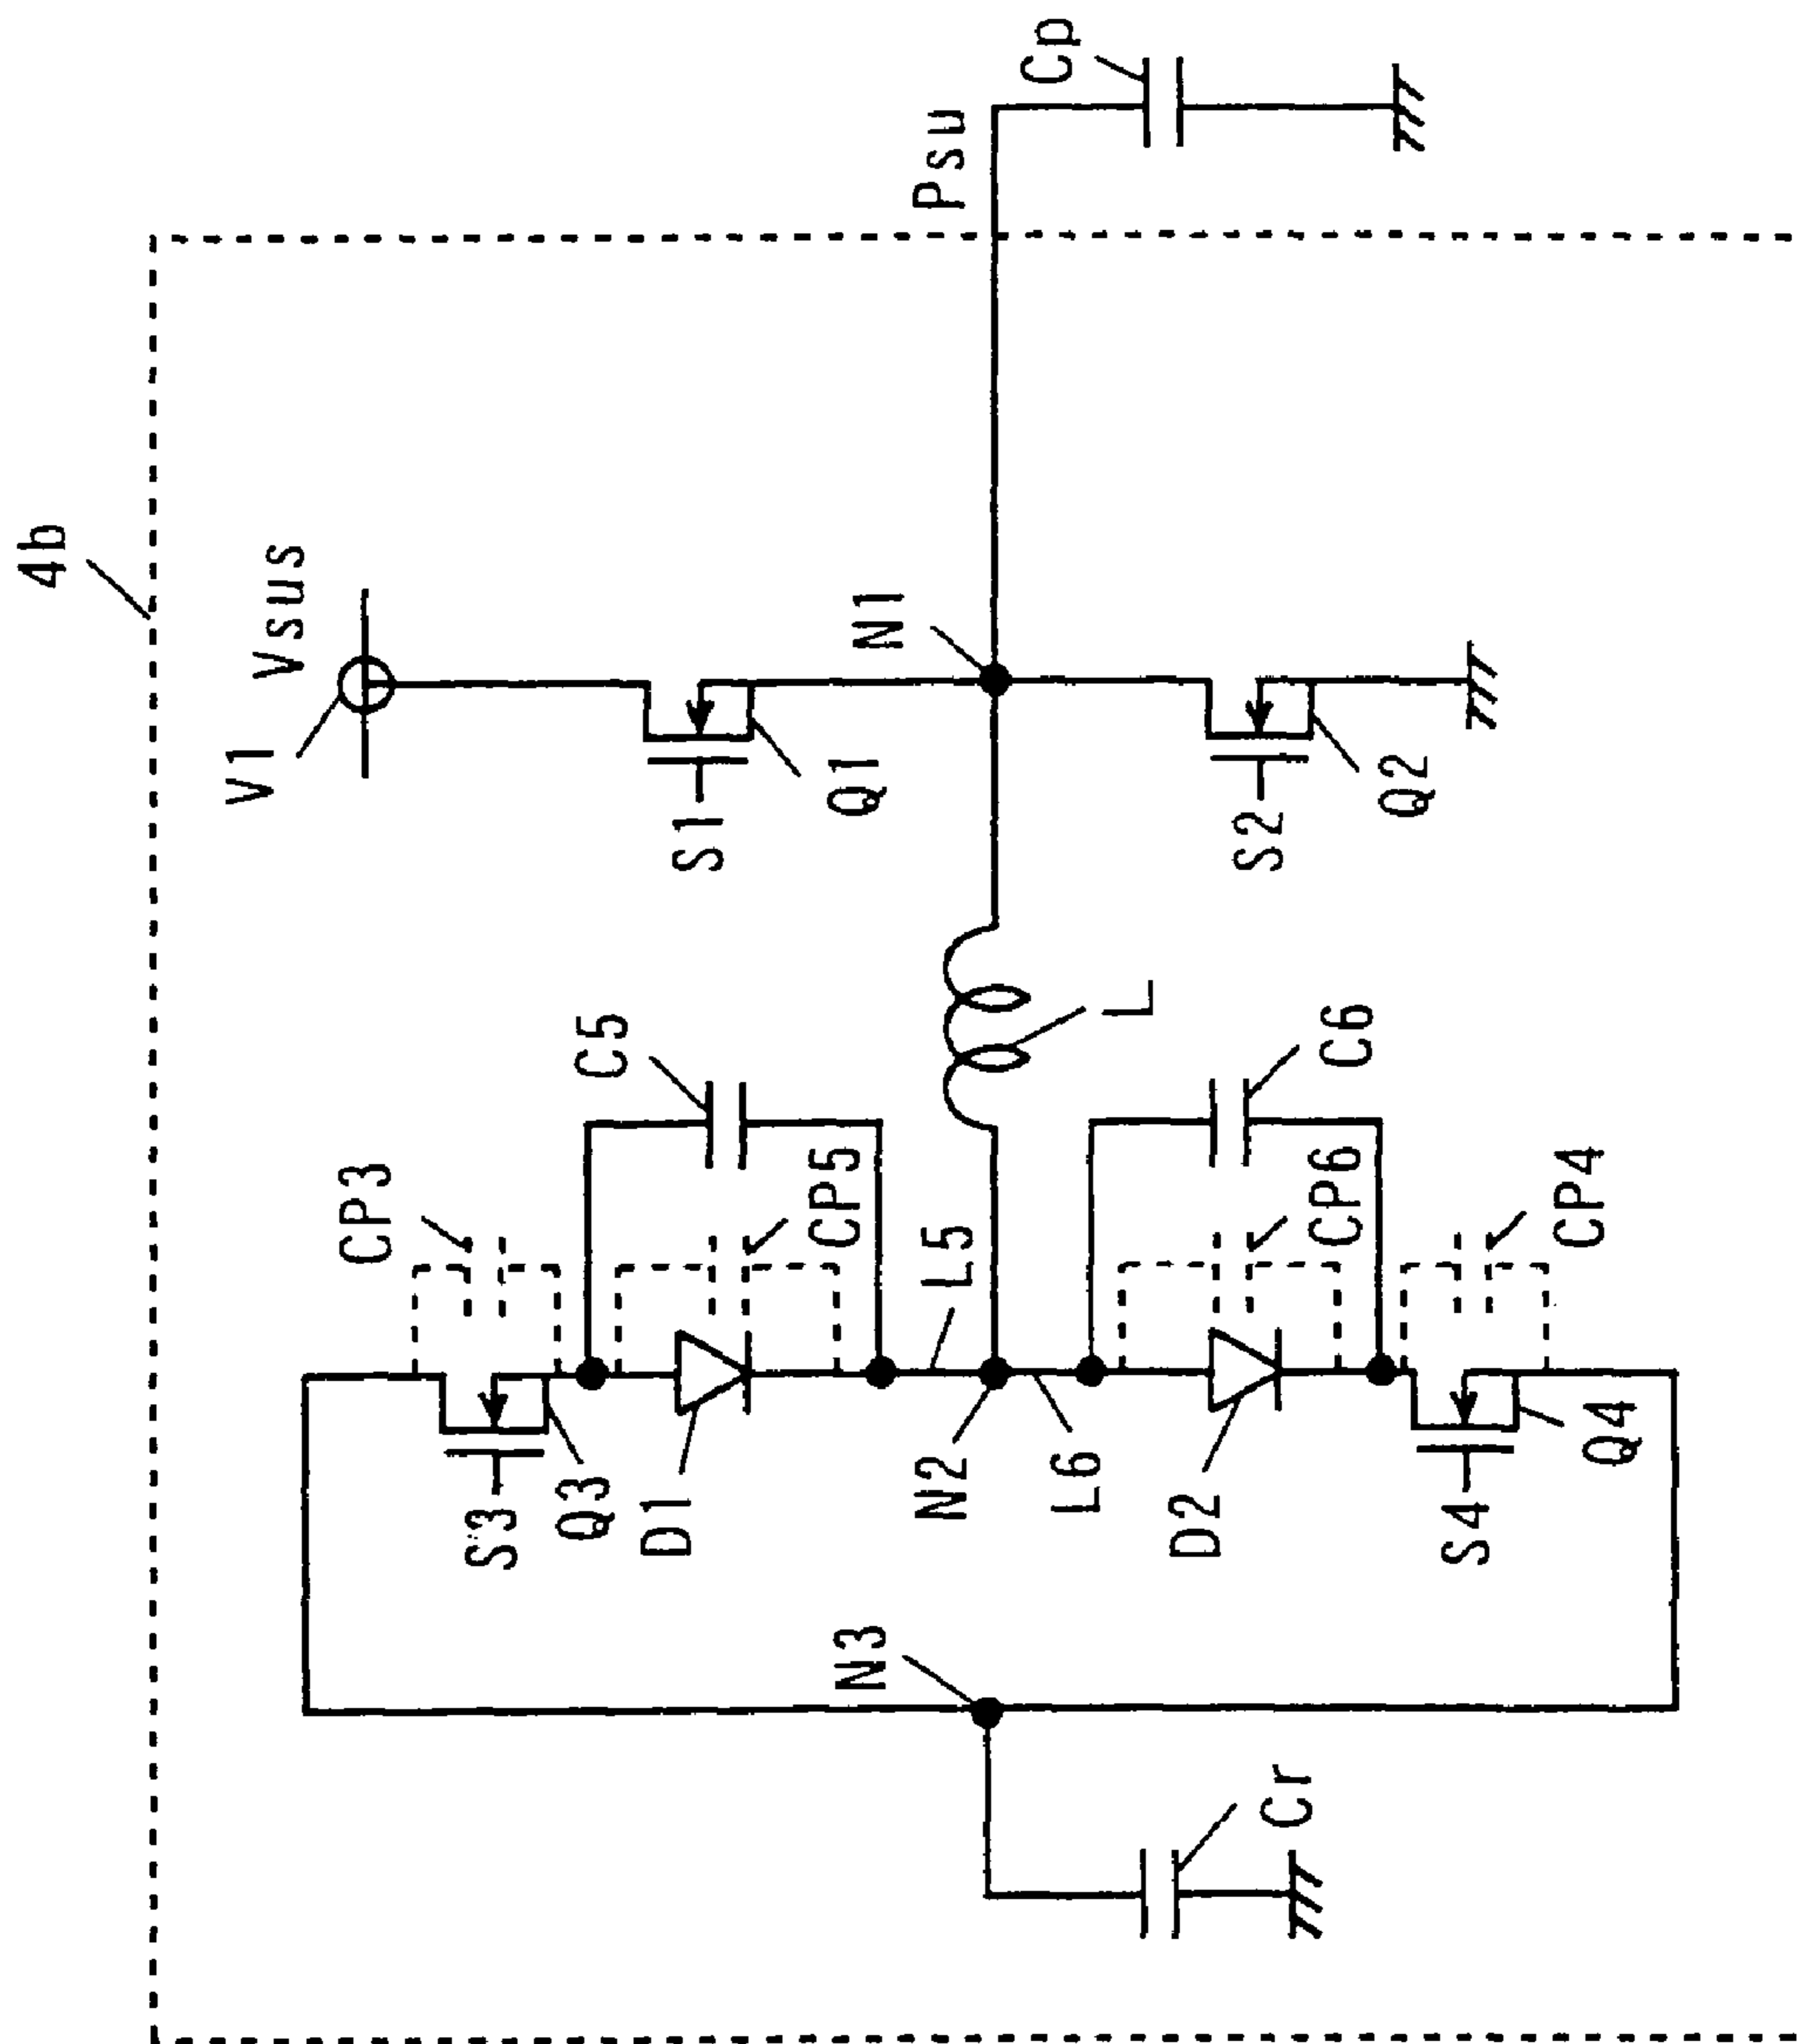 4b
V1
Vsus
S1
Q1
N1
Psu
Cp
S2
Q2
CP3
C5
S3
Q3
D1
CP5
L5
L
N2
L6
N3
C6
CP6
D2
CP4
S4
Q4
Cr